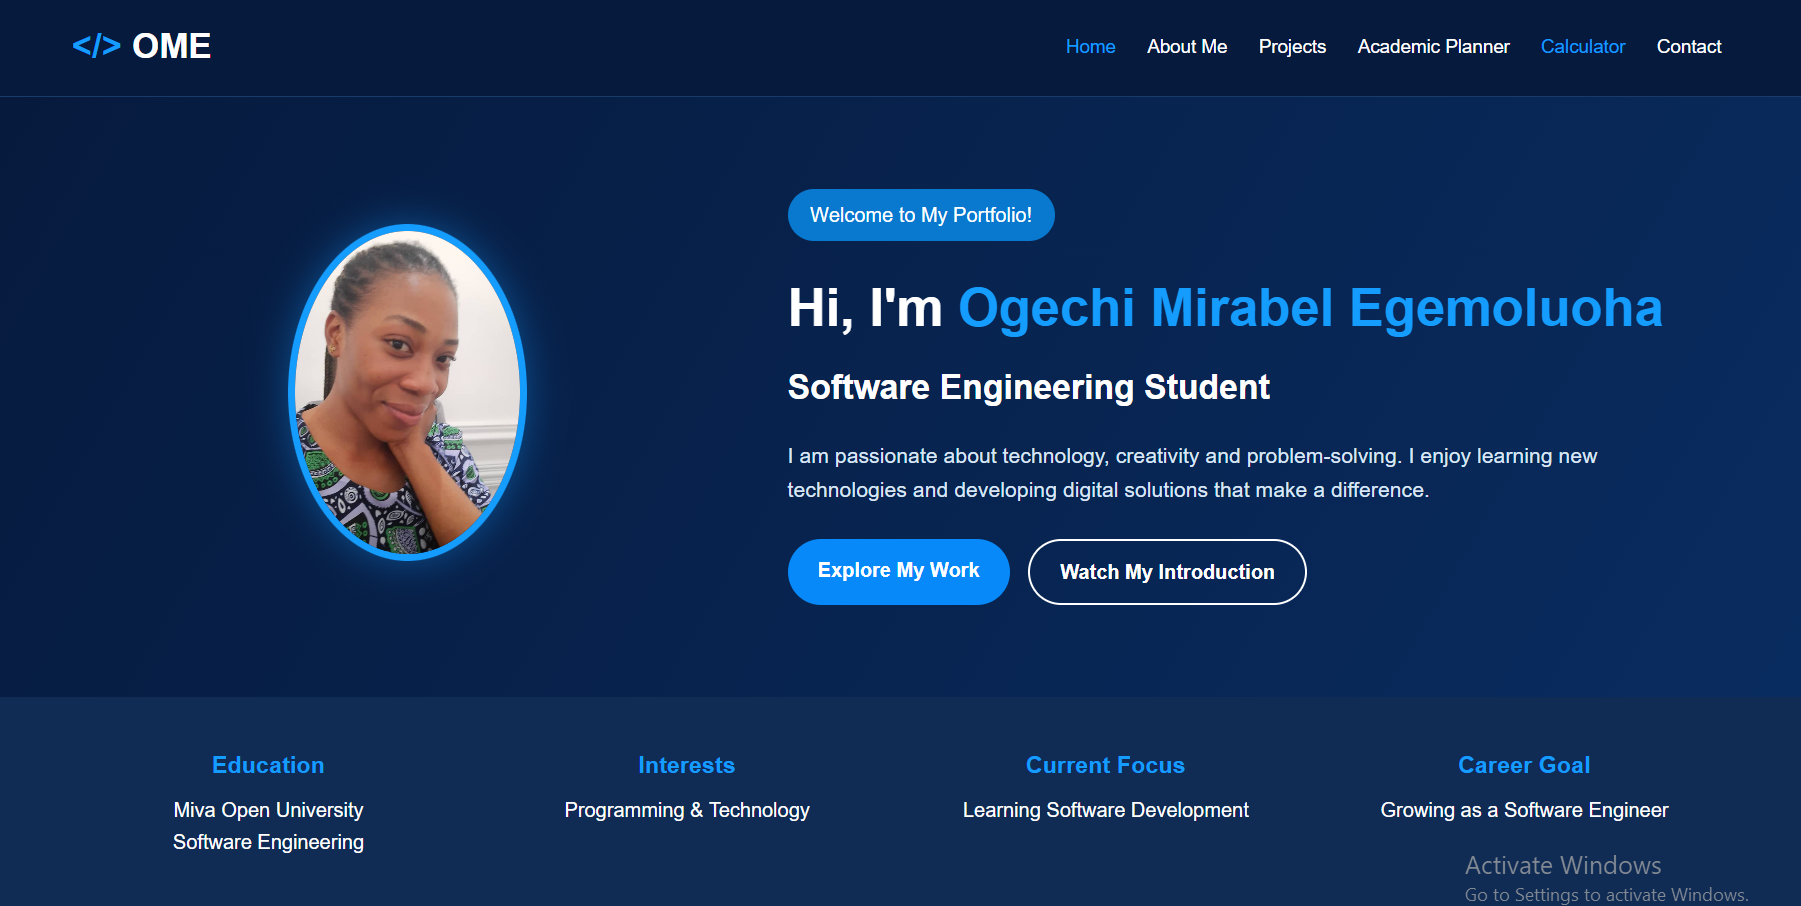 </> OME
Home About Me Projects Academic Planner Calculator Contact
Welcome to My Portfolio!
Hi, I'm Ogechi Mirabel Egemoluoha
Software Engineering Student
I am passionate about technology, creativity and problem-solving. I enjoy learning new
technologies and developing digital solutions that make a difference.
Explore My Work
Watch My Introduction
Education
Miva Open University
Software Engineering
Interests
Programming & Technology
Current Focus
Learning Software Development
Career Goal
Growing as a Software Engineer
Activate Windows
Go to Settings to activate Windows.